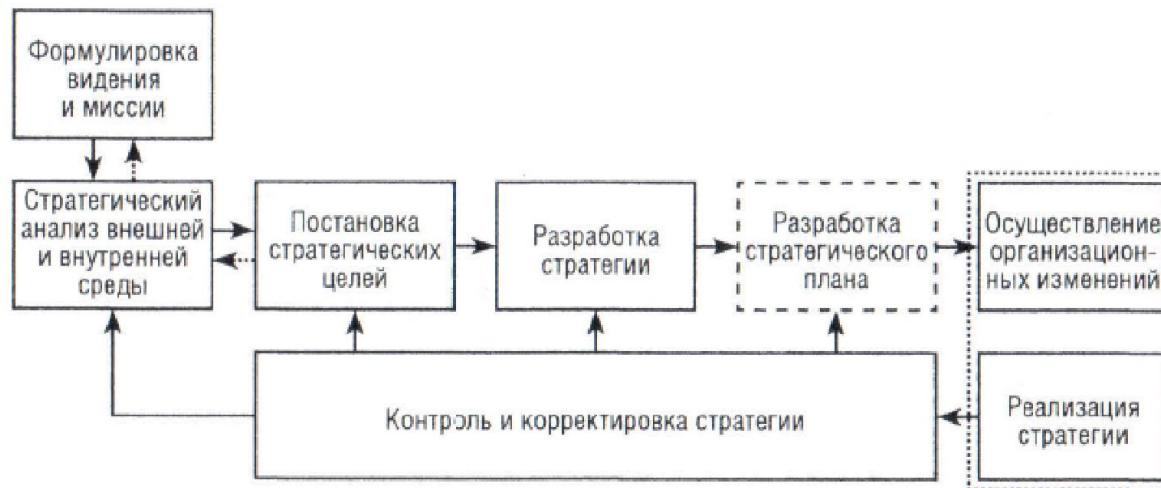 Формулировка
видения
и миссии
Стратегический
анализ внешней
и внутренней
среды
Постановка
стратегических
целей
Разработка
стратегии
Разработка
стратегического
плана
Осуществление
организацион-
ных изменений
Контроль и корректировка стратегии
Реализация
стратегии